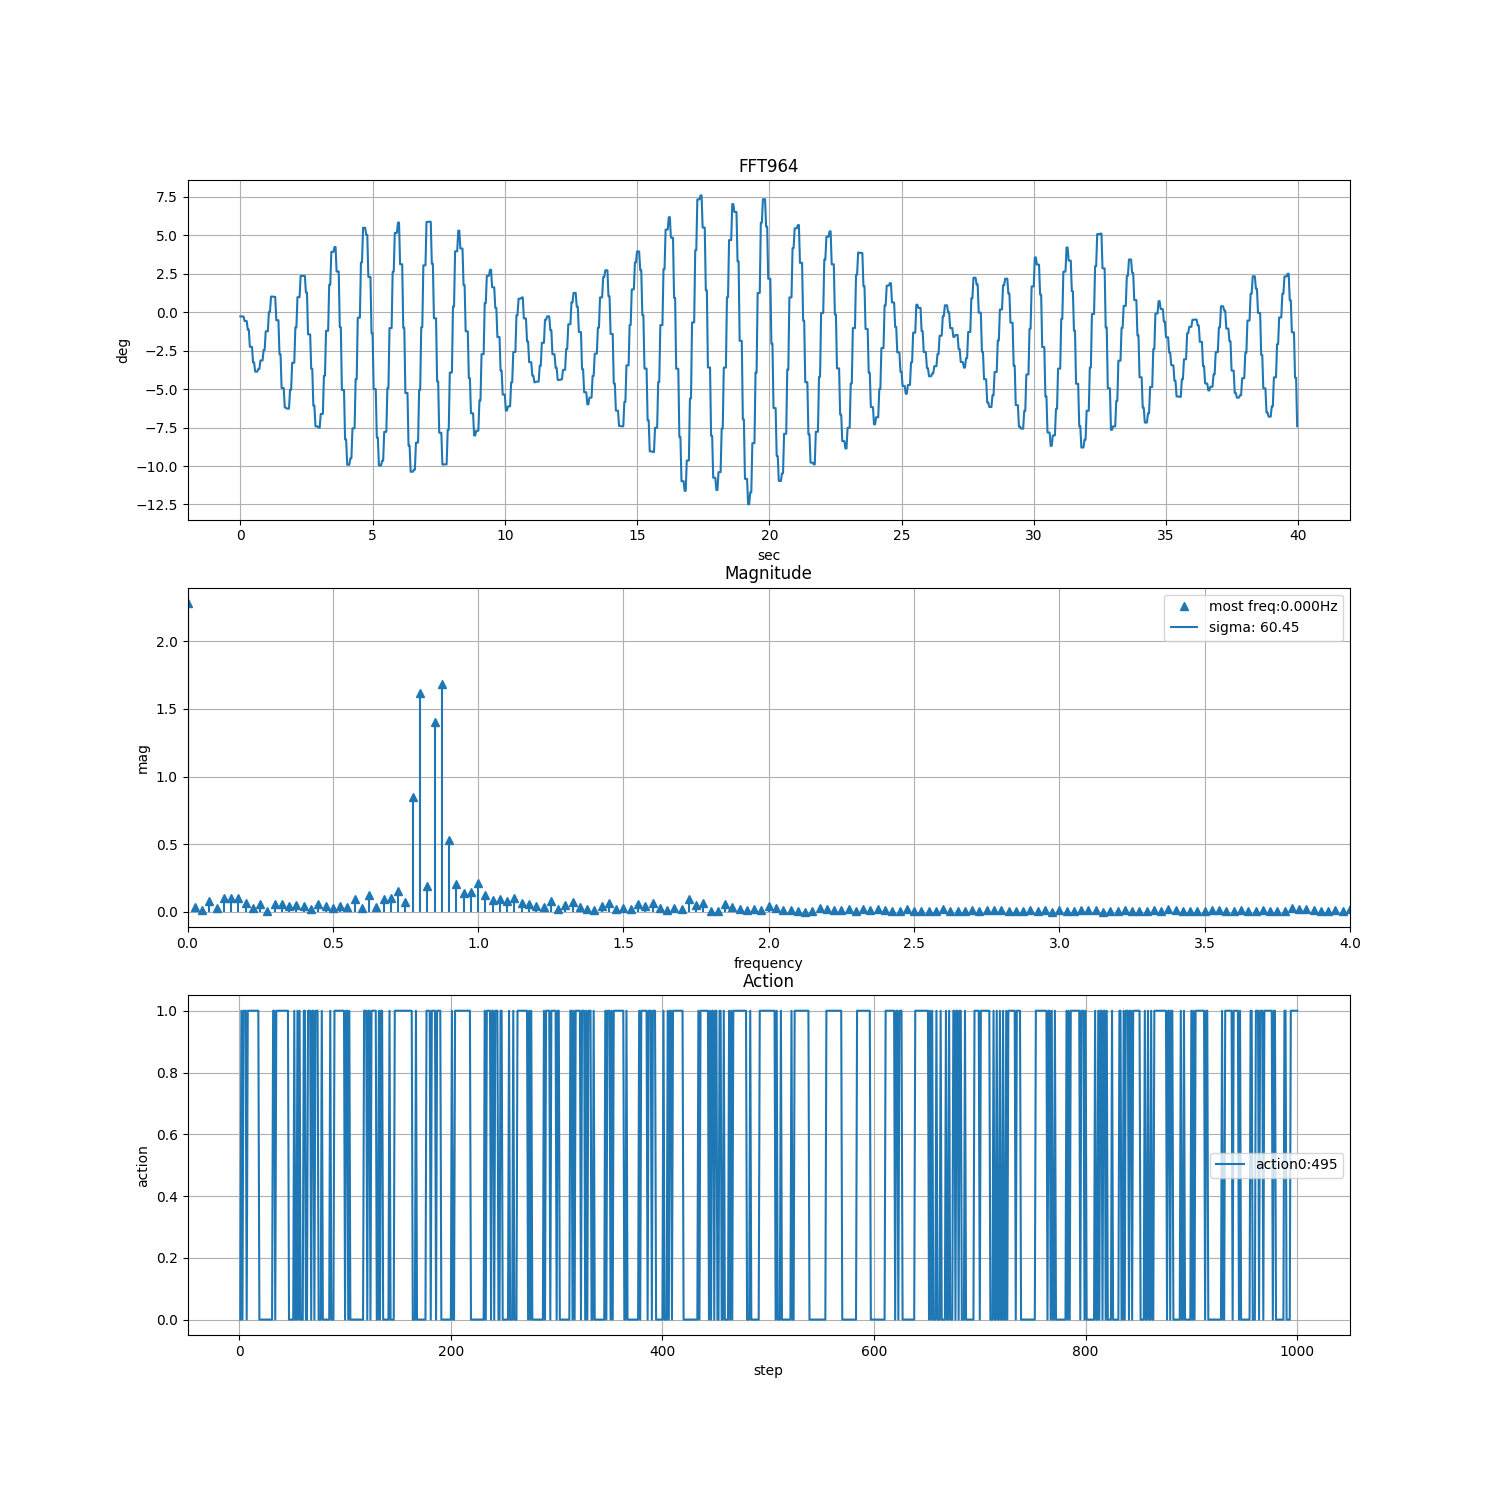 FFT964
7.5
5.0
2.5
0.0
−2.5
−5.0
−7.5
−10.0
−12.5
deg
0 5 10 15 20 25 30 35 40
sec
Magnitude
2.0
1.5
1.0
0.5
0.0
mag
most freq:0.000Hz
sigma: 60.45
0.0 0.5 1.0 1.5 2.0 2.5 3.0 3.5 4.0
frequency
Action
1.0
0.8
0.6
0.4
0.2
0.0
action
action0:495
0 200 400 600 800 1000
step